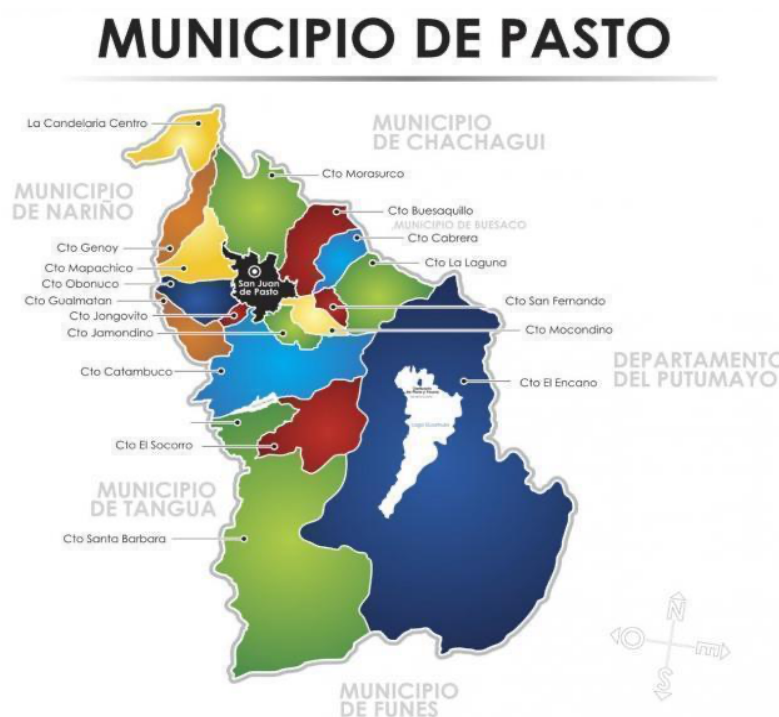 MUNICIPIO DE PASTO
La Candelaria Centro
MUNICIPIO
DE CHACHAGUI
Cto Morasurco
MUNICIPIO
DE NARIÑO
Cto Buesaquillo
MUNICIPIO DE BUESACO
Cto Cabrera
Cto Genoy
Cto La Laguna
Cto Mapachico
Cto Obonuco
San Juan
de Pasto
Cto Gualmatan
Cto San Fernando
Cto Jongovito
Cto Mocondino
Cto Jamondino
DEPARTAMENTO
DEL PUTUMAYO
Cto Catambuco
Cto El Encano
Lago Guamuez
Cto El Socorro
MUNICIPIO
DE TANGUA
Cto Santa Barbara
N
O
E
S
MUNICIPIO
DE FUNES